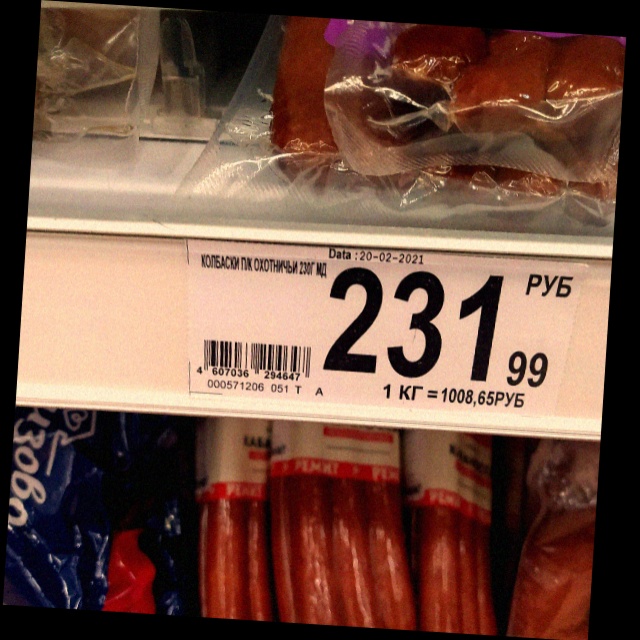 Data : 20-02-2021
КОЛБАСКИ П/К ОХОТНИЧЬИ 230Г МД
231 99 РУБ
4 607036 294647
000571206 051 T A
1 КГ = 1008,65РУБ
РЕМИТ